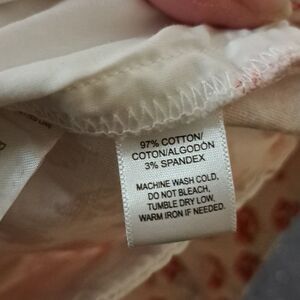 97% COTTON/
COTON/ALGODÓN
3% SPANDEX
MACHINE WASH COLD,
DO NOT BLEACH,
TUMBLE DRY LOW,
WARM IRON IF NEEDED.